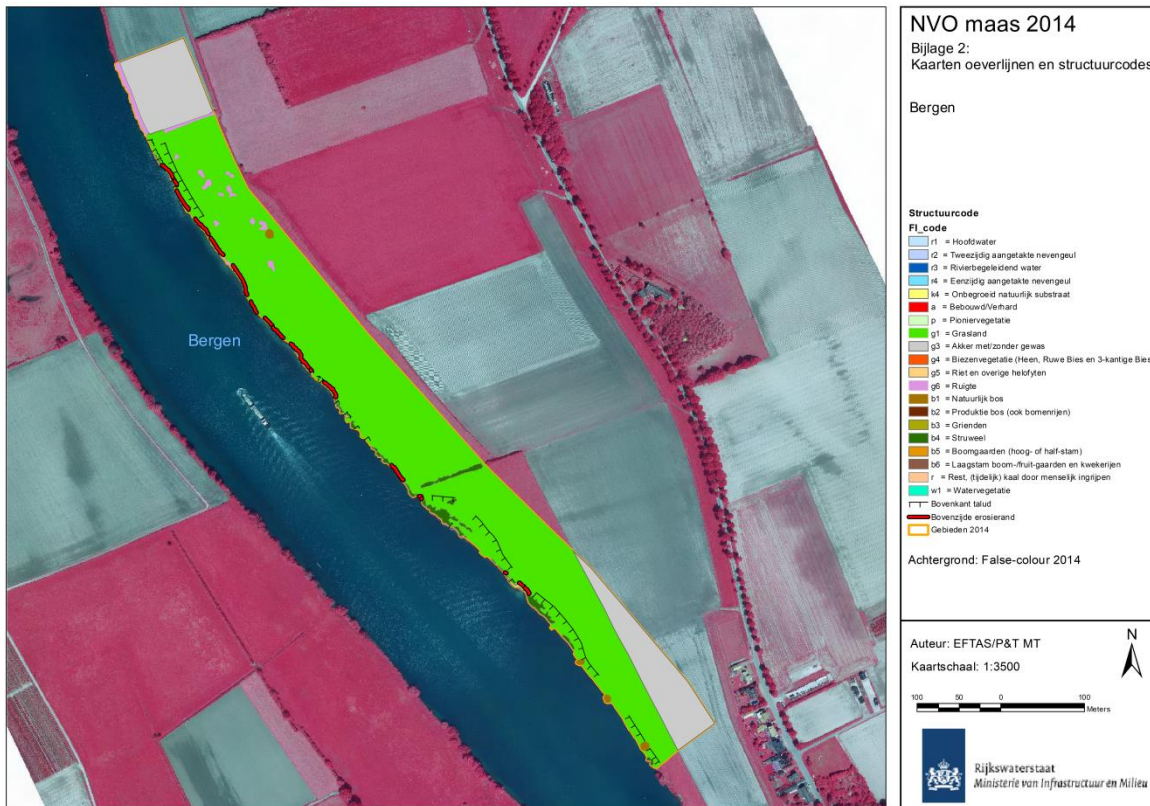 NVO maas 2014
Bijlage 2:
Kaarten oeverlijnen en structuurcodes
Bergen
Bergen
Structuurcode
FI_code
r1 = Hoofdwater
r2 = Tweezijdig aangetakte nevengeul
r3 = Rivierbegeleidend water
r4 = Eenzijdig aangetakte nevengeul
k4 = Onbegroeid natuurlijk substraat
a = Bebouwd/Verhard
p = Pioniervegetatie
g1 = Grasland
g3 = Akker met/zonder gewas
g4 = Biezenvegetatie (Heen, Ruwe Bies en 3-kantige Bies
g5 = Riet en overige helofyten
g6 = Ruigte
b1 = Natuurlijk bos
b2 = Produktie bos (ook bomenrijen)
b3 = Grienden
b4 = Struweel
b5 = Boomgaarden (hoog- of half-stam)
b6 = Laagstam boom-/fruit-gaarden en kwekerijen
r = Rest, (tijdelijk) kaal door menselijk ingrijpen
w1 = Watervegetatie
Bovenkant talud
Bovenzijde erosierand
Gebieden 2014
Achtergrond: False-colour 2014
Auteur: EFTAS/P&T MT
Kaartschaal: 1:3500
N
100 50 0 100
Meters
Rijkswaterstaat
Ministerie van Infrastructuur en Milieu